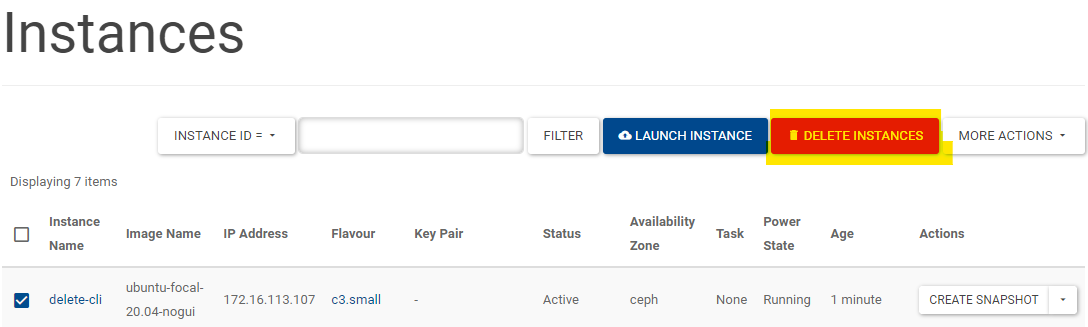 Instances
INSTANCE ID =
FILTER
LAUNCH INSTANCE
DELETE INSTANCES
MORE ACTIONS
Displaying 7 items
Instance Name
Image Name
IP Address
Flavour
Key Pair
Status
Availability Zone
Task
Power State
Age
Actions
delete-cli
ubuntu-focal-20.04-nogui
172.16.113.107
c3.small
-
Active
ceph
None
Running
1 minute
CREATE SNAPSHOT